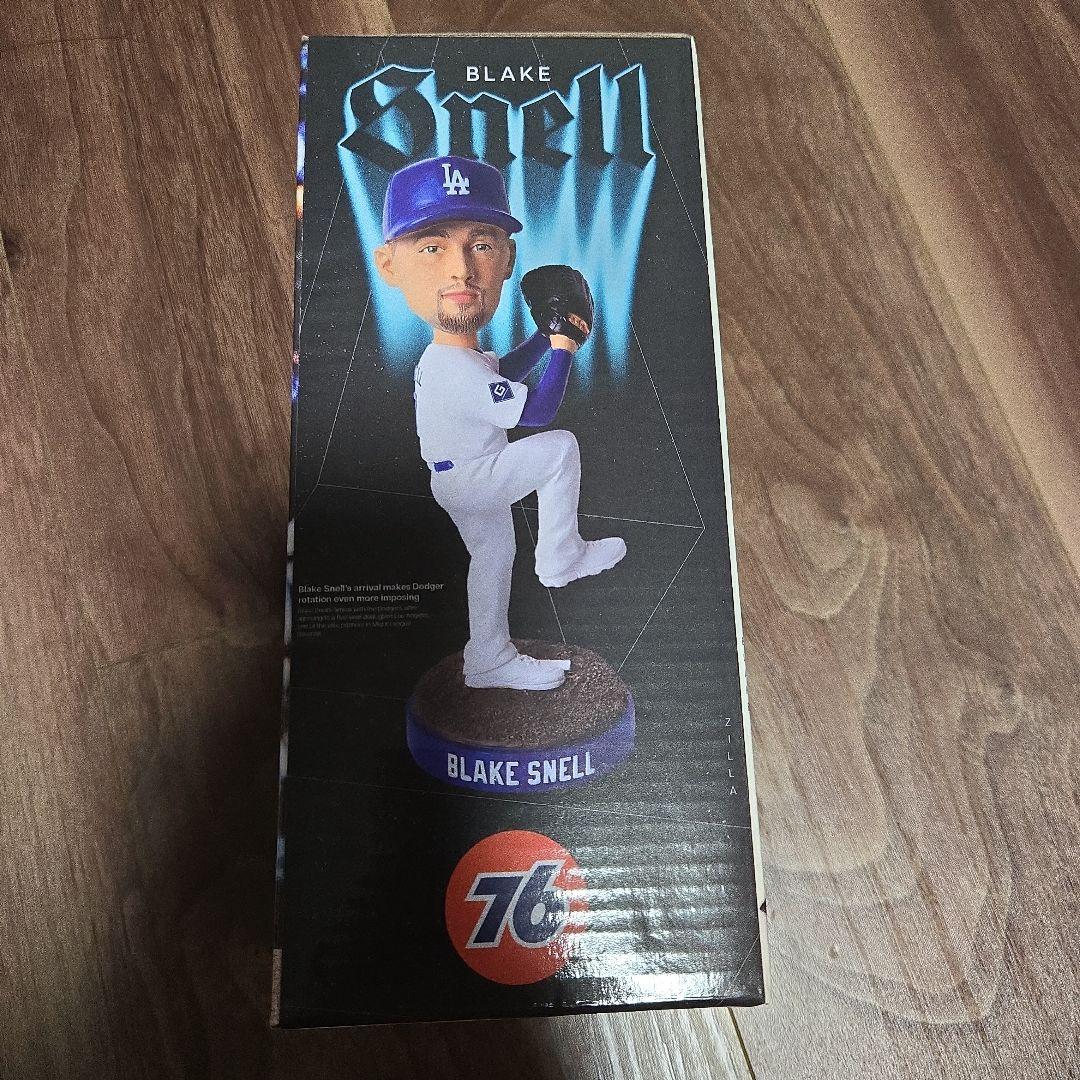 BLAKE
Snell
LA
G
Blake Snell's arrival makes Dodger
rotation even more imposing
ZILLA
BLAKE SNELL
76